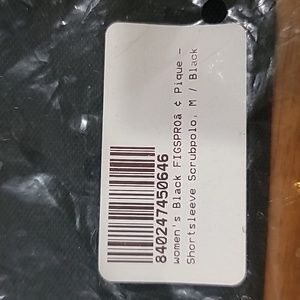 840247450646
women's Black FIGSPROâ ¢ Pique –
Shortsleeve Scrubpolo, M / Black